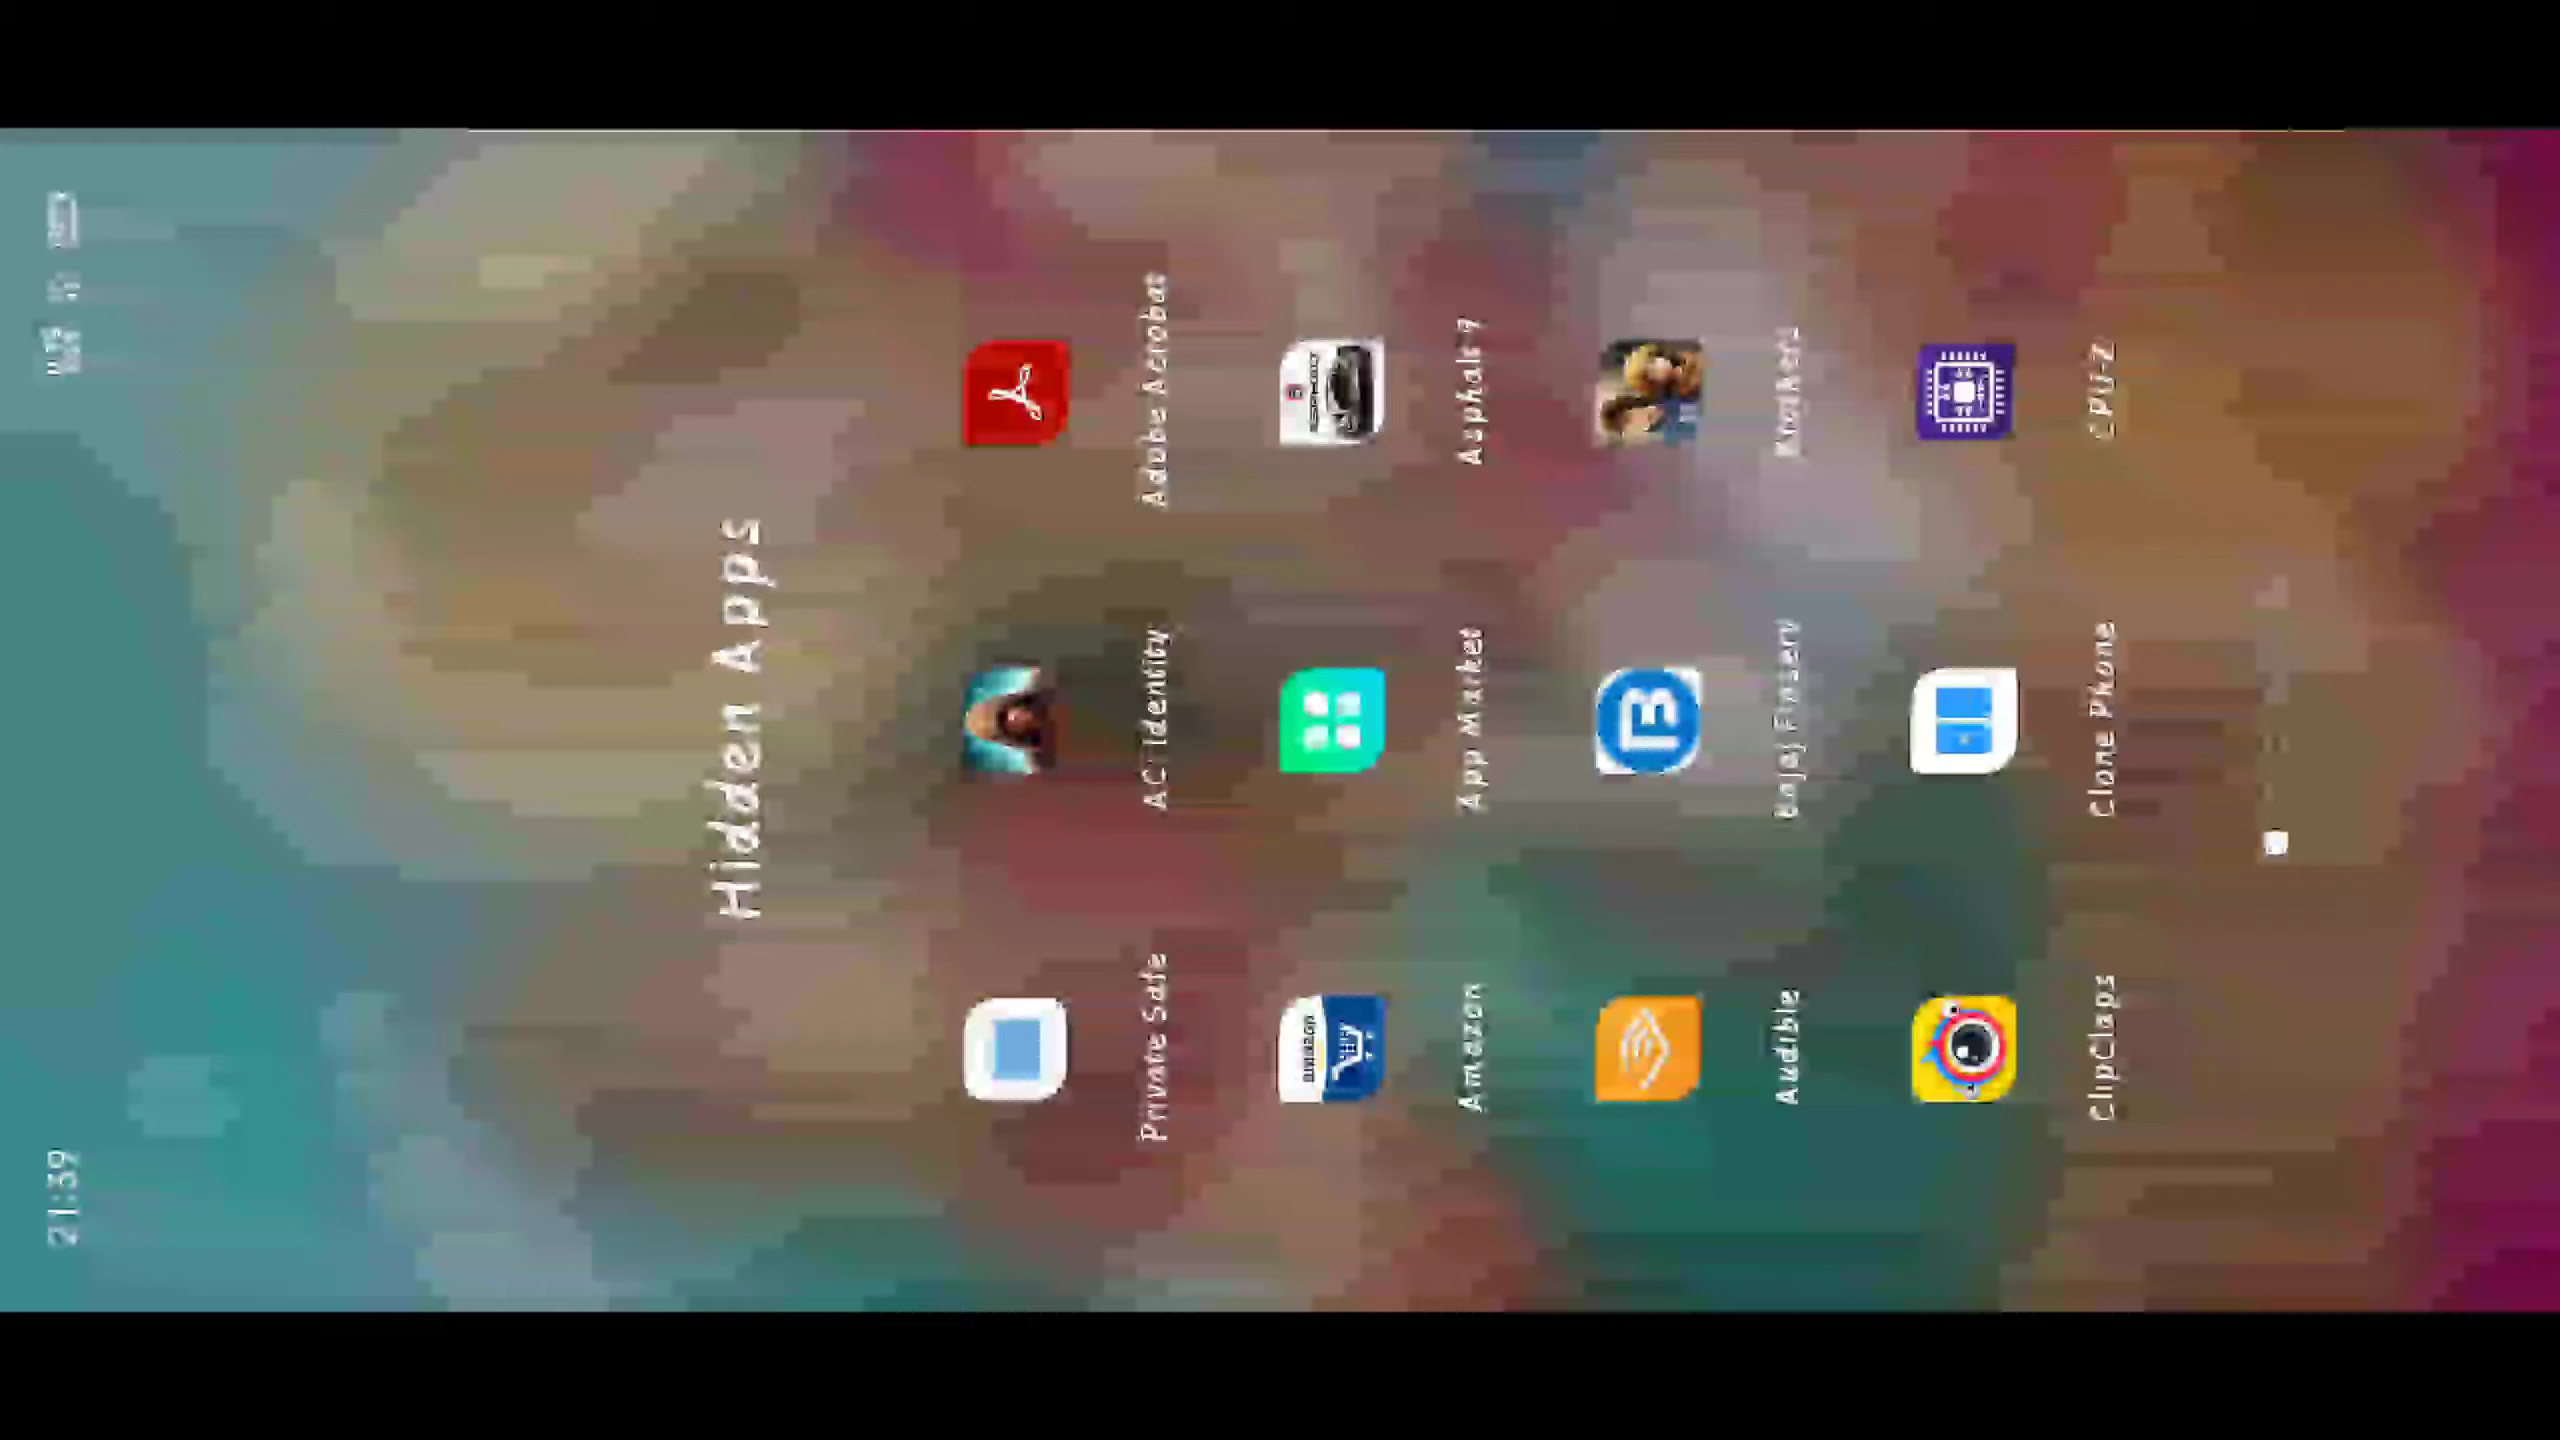 21:39
Hidden Apps
Private Safe
AC Identity
Adobe Acrobat
amazon
Amazon
App Market
Asphalt 9
Audible
Bajaj Finserv
ClipClaps
Clone Phone
CPU-Z